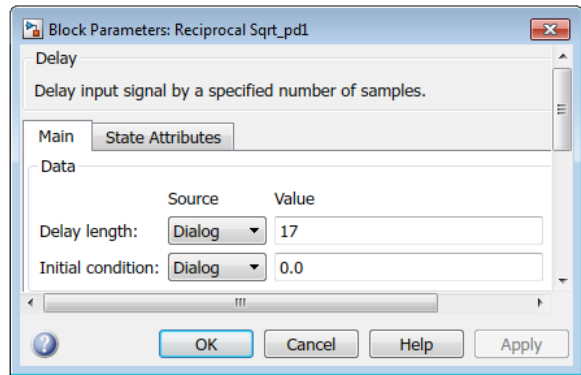 Block Parameters: Reciprocal Sqrt_pd1
Delay
Delay input signal by a specified number of samples.
Main State Attributes
Data
Source Value
Delay length: Dialog 17
Initial condition: Dialog 0.0
OK Cancel Help Apply